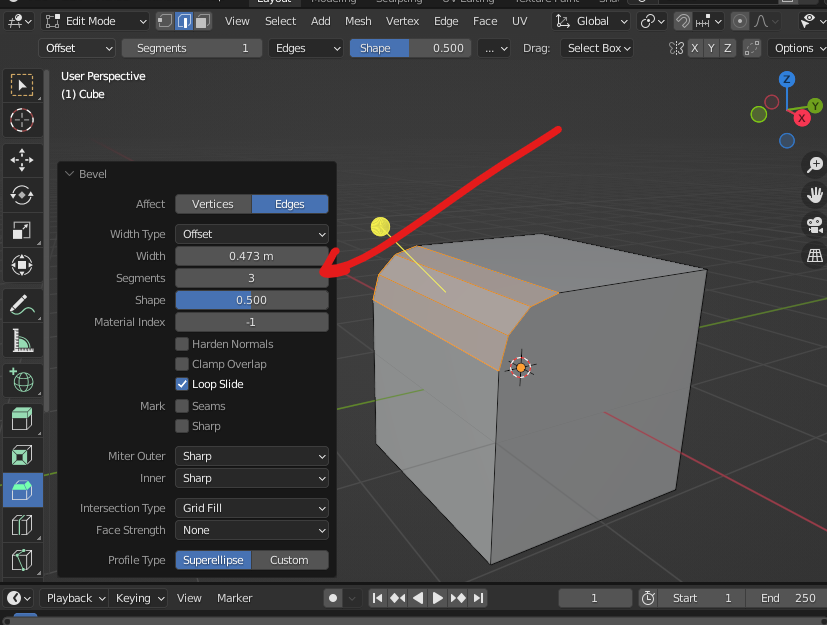 Layout Modeling Sculpting UV Editing Texture Paint
Edit Mode View Select Add Mesh Vertex Edge Face UV Global
Offset Segments 1 Edges Shape 0.500 ... Drag: Select Box X Y Z Options
User Perspective
(1) Cube
Z
Y
X
Bevel
Affect Vertices Edges
Width Type Offset
Width 0.473 m
Segments 3
Shape 0.500
Material Index -1
Harden Normals
Clamp Overlap
Loop Slide
Mark Seams
Sharp
Miter Outer Sharp
Inner Sharp
Intersection Type Grid Fill
Face Strength None
Profile Type Superellipse Custom
Playback Keying View Marker 1 Start 1 End 250